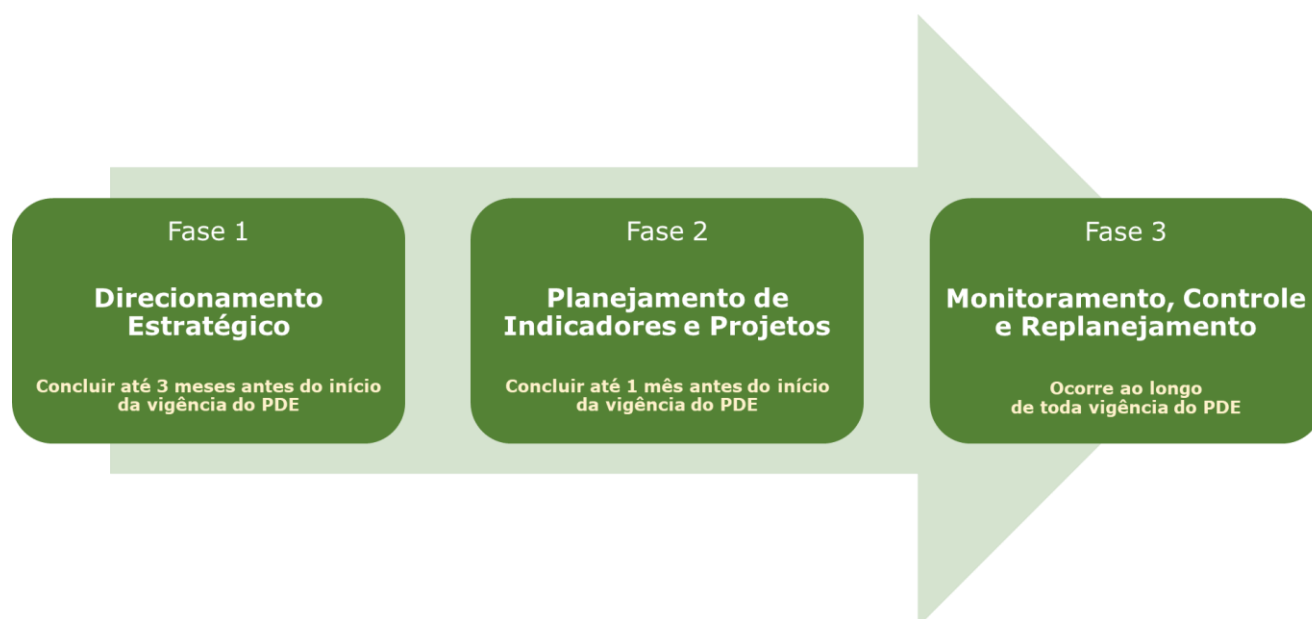 Fase 1
Direcionamento
Estratégico
Concluir até 3 meses antes do início
da vigência do PDE
Fase 2
Planejamento de
Indicadores e Projetos
Concluir até 1 mês antes do início
da vigência do PDE
Fase 3
Monitoramento, Controle
e Replanejamento
Ocorre ao longo
de toda vigência do PDE